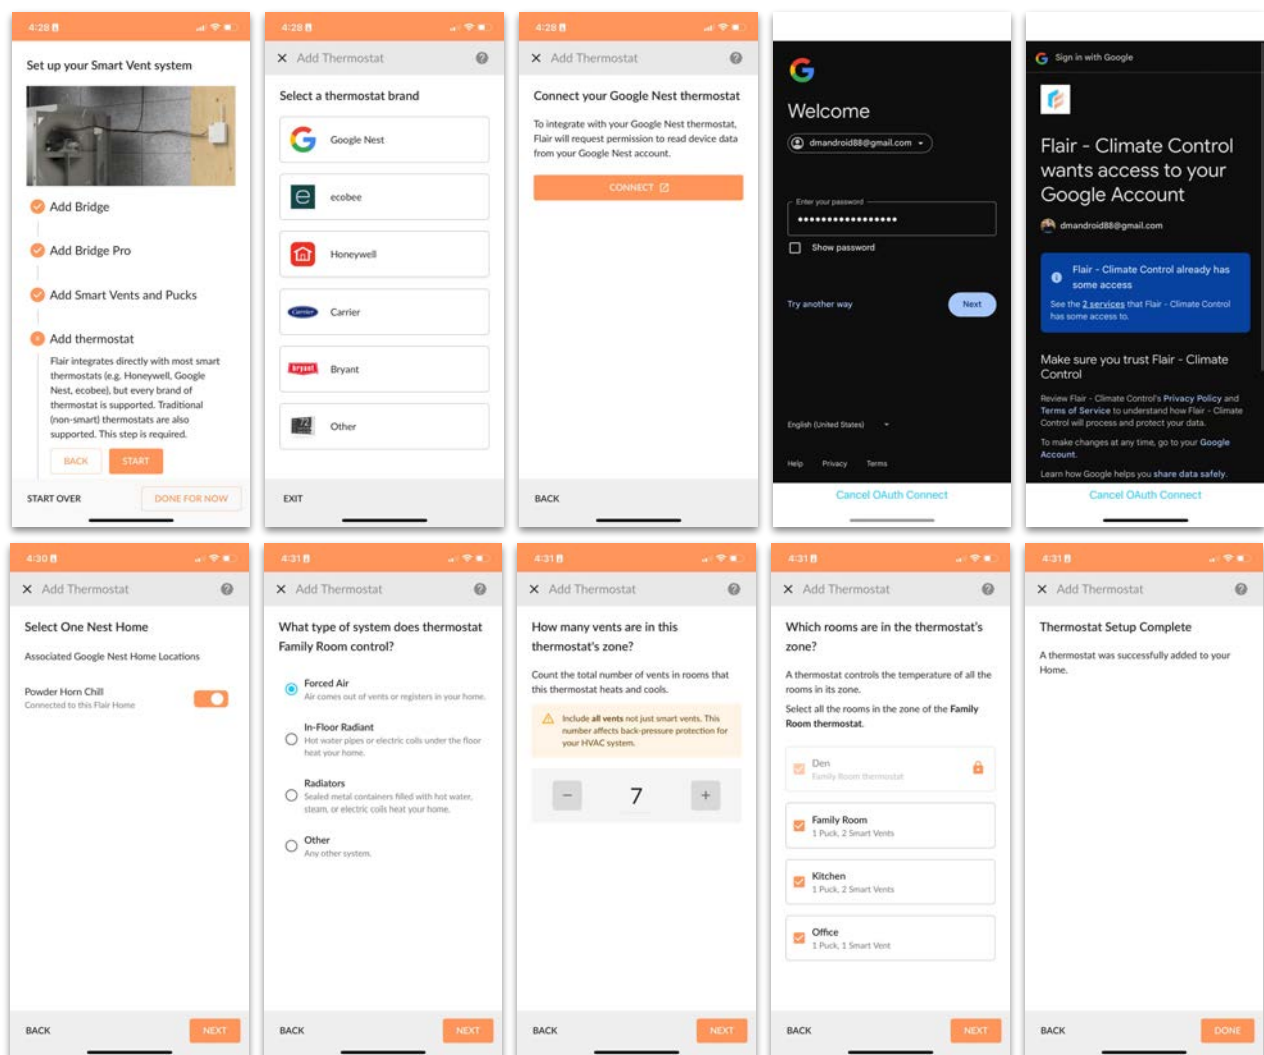 4:28
Set up your Smart Vent system
Add Bridge
Add Bridge Pro
Add Smart Vents and Pucks
Add thermostat
Flair integrates directly with most smart
thermostats (e.g. Honeywell, Google
Nest, ecobee), but every brand of
thermostat is supported. Traditional
(non-smart) thermostats are also
supported. This step is required.
BACK
START
START OVER
DONE FOR NOW
4:28
Add Thermostat
Select a thermostat brand
Google Nest
ecobee
Honeywell
Carrier
Carrier
bryant
Bryant
Other
EXIT
4:28
Add Thermostat
Connect your Google Nest thermostat
To integrate with your Google Nest thermostat,
Flair will request permission to read device data
from your Google Nest account.
CONNECT
BACK
Welcome
dmandroid88@gmail.com
Enter your password
Show password
Try another way
Next
English (United States)
Help Privacy Terms
Cancel OAuth Connect
Sign in with Google
Flair - Climate Control
wants access to your
Google Account
dmandroid88@gmail.com
Flair - Climate Control already has
some access
See the 2 services that Flair - Climate Control
has some access to.
Make sure you trust Flair - Climate
Control
Review Flair - Climate Control's Privacy Policy and
Terms of Service to understand how Flair - Climate
Control will process and protect your data.
To make changes at any time, go to your Google
Account.
Learn how Google helps you share data safely.
Cancel OAuth Connect
4:30
Add Thermostat
Select One Nest Home
Associated Google Nest Home Locations
Powder Horn Chill
Connected to this Flair Home
BACK
NEXT
4:31
Add Thermostat
What type of system does thermostat
Family Room control?
Forced Air
Air comes out of vents or registers in your home.
In-Floor Radiant
Hot water pipes or electric coils under the floor
heat your home.
Radiators
Sealed metal containers filled with hot water,
steam, or electric coils heat your home.
Other
Any other system.
BACK
NEXT
4:31
Add Thermostat
How many vents are in this
thermostat's zone?
Count the total number of vents in rooms that
this thermostat heats and cools.
Include all vents not just smart vents. This
number affects back-pressure protection for
your HVAC system.
− 7 +
BACK
NEXT
4:31
Add Thermostat
Which rooms are in the thermostat's
zone?
A thermostat controls the temperature of all the
rooms in its zone.
Select all the rooms in the zone of the Family
Room thermostat.
Den
Family Room thermostat
Family Room
1 Puck, 2 Smart Vents
Kitchen
1 Puck, 2 Smart Vents
Office
1 Puck, 1 Smart Vent
BACK
NEXT
4:31
Add Thermostat
Thermostat Setup Complete
A thermostat was successfully added to your
Home.
BACK
DONE